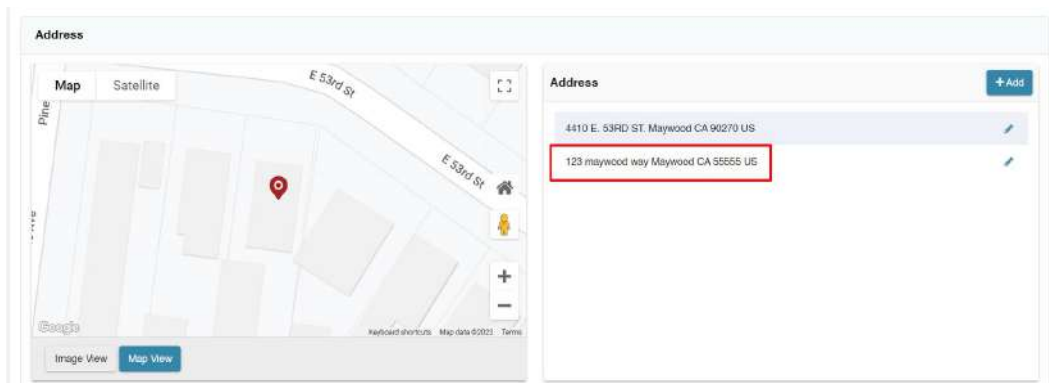 Address
Map Satellite
E 53rd St
Pine
E 53rd St
Google
Keyboard shortcuts Map data ©2023 Terms
Image View Map View
Address
+ Add
4410 E. 53RD ST. Maywood CA 90270 US
123 maywood way Maywood CA 55555 US